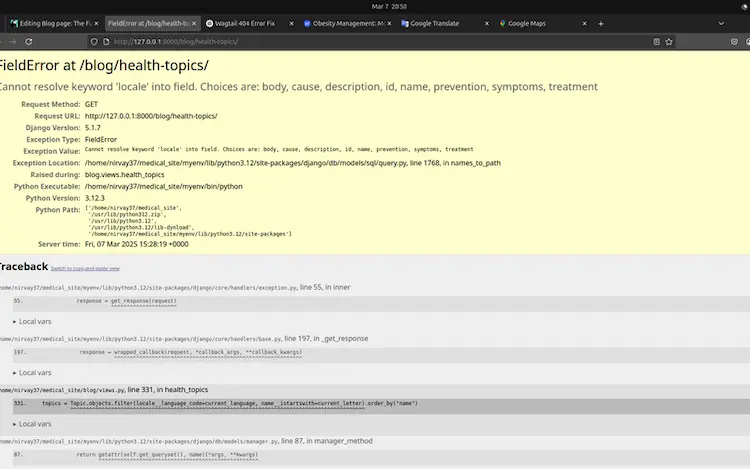 Mar 7 20:58
Editing Blog page: The Fu
FieldError at /blog/health-to
Wagtail 404 Error Fix
Obesity Management: M
Google Translate
Google Maps
http://127.0.0.1:8000/blog/health-topics/
FieldError at /blog/health-topics/
Cannot resolve keyword 'locale' into field. Choices are: body, cause, description, id, name, prevention, symptoms, treatment
Request Method: GET
Request URL: http://127.0.0.1:8000/blog/health-topics/
Django Version: 5.1.7
Exception Type: FieldError
Exception Value: Cannot resolve keyword 'locale' into field. Choices are: body, cause, description, id, name, prevention, symptoms, treatment
Exception Location: /home/nirvay37/medical_site/myenv/lib/python3.12/site-packages/django/db/models/sql/query.py, line 1768, in names_to_path
Raised during: blog.views.health_topics
Python Executable: /home/nirvay37/medical_site/myenv/bin/python
Python Version: 3.12.3
Python Path: ['/home/nirvay37/medical_site',
'/usr/lib/python312.zip',
'/usr/lib/python3.12',
'/usr/lib/python3.12/lib-dynload',
'/home/nirvay37/medical_site/myenv/lib/python3.12/site-packages']
Server time: Fri, 07 Mar 2025 15:28:19 +0000
Traceback Switch to copy-and-paste view
home/nirvay37/medical_site/myenv/lib/python3.12/site-packages/django/core/handlers/exception.py, line 55, in inner
55. response = get_response(request)
▸ Local vars
home/nirvay37/medical_site/myenv/lib/python3.12/site-packages/django/core/handlers/base.py, line 197, in _get_response
197. response = wrapped_callback(request, *callback_args, **callback_kwargs)
▸ Local vars
home/nirvay37/medical_site/blog/views.py, line 331, in health_topics
331. topics = Topic.objects.filter(locale__language_code=current_language, name__istartswith=current_letter).order_by("name")
▸ Local vars
home/nirvay37/medical_site/myenv/lib/python3.12/site-packages/django/db/models/manager.py, line 87, in manager_method
87. return getattr(self.get_queryset(), name)(*args, **kwargs)